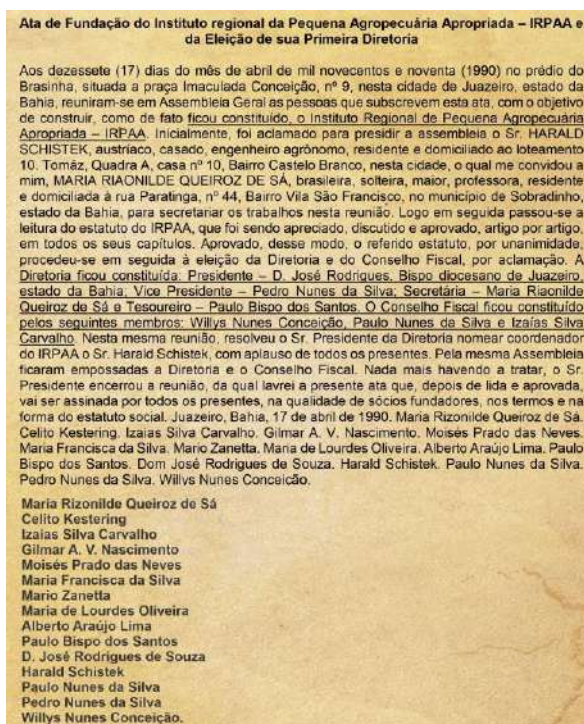 Ata de Fundação do Instituto regional da Pequena Agropecuária Apropriada – IRPAA e
da Eleição de sua Primeira Diretoria
Aos dezessete (17) dias do mês de abril de mil novecentos e noventa (1990) no prédio do
Brasinha, situada a praça Imaculada Conceição, nº 9, nesta cidade de Juazeiro, estado da
Bahia, reuniram-se em Assembleia Geral as pessoas que subscrevem esta ata, com o objetivo
de construir, como de fato ficou constituído, o Instituto Regional de Pequena Agropecuária
Apropriada – IRPAA. Inicialmente, foi aclamado para presidir a assembleia o Sr. HARALD
SCHISTEK, austríaco, casado, engenheiro agrônomo, residente e domiciliado ao loteamento
10. Tomáz, Quadra A, casa nº 10, Bairro Castelo Branco, nesta cidade, o qual me convidou a
mim, MARIA RIAONILDE QUEIROZ DE SÁ, brasileira, solteira, maior, professora, residente
e domiciliada à rua Paratinga, nº 44, Bairro Vila São Francisco, no município de Sobradinho,
estado da Bahia, para secretariar os trabalhos nesta reunião. Logo em seguida passou-se a
leitura do estatuto do IRPAA, que foi sendo apreciado, discutido e aprovado, artigo por artigo,
em todos os seus capítulos. Aprovado, desse modo, o referido estatuto, por unanimidade,
procedeu-se em seguida à eleição da Diretoria e do Conselho Fiscal, por aclamação. A
Diretoria ficou constituída: Presidente – D. José Rodrigues, Bispo diocesano de Juazeiro,
estado da Bahia; Vice Presidente – Pedro Nunes da Silva; Secretária – Maria Riaonilde
Queiroz de Sá e Tesoureiro – Paulo Bispo dos Santos. O Conselho Fiscal ficou constituído
pelos seguintes membros: Willys Nunes Conceição, Paulo Nunes da Silva e Izaías Silva
Carvalho. Nesta mesma reunião, resolveu o Sr. Presidente da Diretoria nomear coordenador
do IRPAA o Sr. Harald Schistek, com aplauso de todos os presentes. Pela mesma Assembleia
ficaram empossadas a Diretoria e o Conselho Fiscal. Nada mais havendo a tratar, o Sr.
Presidente encerrou a reunião, da qual lavrei a presente ata que, depois de lida e aprovada,
vai ser assinada por todos os presentes, na qualidade de sócios fundadores, nos termos e na
forma do estatuto social. Juazeiro, Bahia, 17 de abril de 1990. Maria Rizonilde Queiroz de Sá.
Celito Kestering. Izaias Silva Carvalho. Gilmar A. V. Nascimento. Moisés Prado das Neves.
Maria Francisca da Silva. Mario Zanetta. Maria de Lourdes Oliveira. Alberto Araújo Lima. Paulo
Bispo dos Santos. Dom José Rodrigues de Souza. Harald Schistek. Paulo Nunes da Silva.
Pedro Nunes da Silva. Willys Nunes Conceição.
Maria Rizonilde Queiroz de Sá
Celito Kestering
Izaias Silva Carvalho
Gilmar A. V. Nascimento
Moisés Prado das Neves
Maria Francisca da Silva
Mario Zanetta
Maria de Lourdes Oliveira
Alberto Araújo Lima
Paulo Bispo dos Santos
D. José Rodrigues de Souza
Harald Schistek
Paulo Nunes da Silva
Pedro Nunes da Silva
Willys Nunes Conceição.